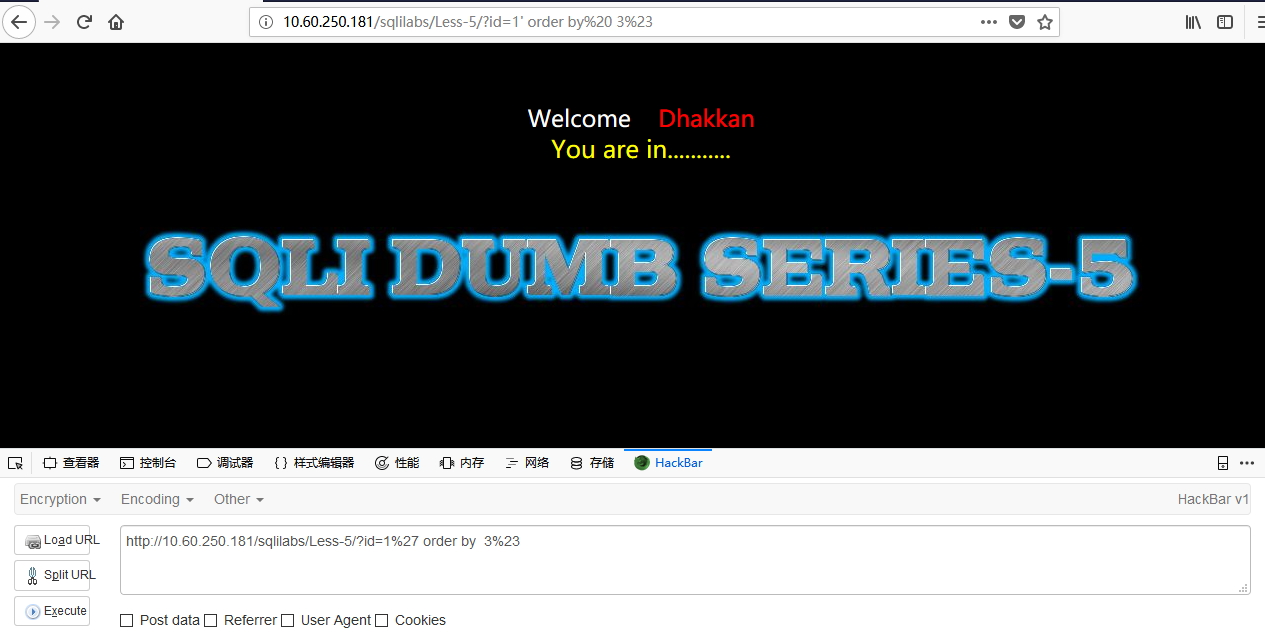 10.60.250.181/sqlilabs/Less-5/?id=1' order by%20 3%23
Welcome Dhakkan
You are in...........
SQLI DUMB SERIES-5
查看器 控制台 调试器 {} 样式编辑器 性能 内存 网络 存储 HackBar
Encryption Encoding Other HackBar v1
Load URL
http://10.60.250.181/sqlilabs/Less-5/?id=1%27 order by  3%23
Split URL
Execute
Post data Referrer User Agent Cookies